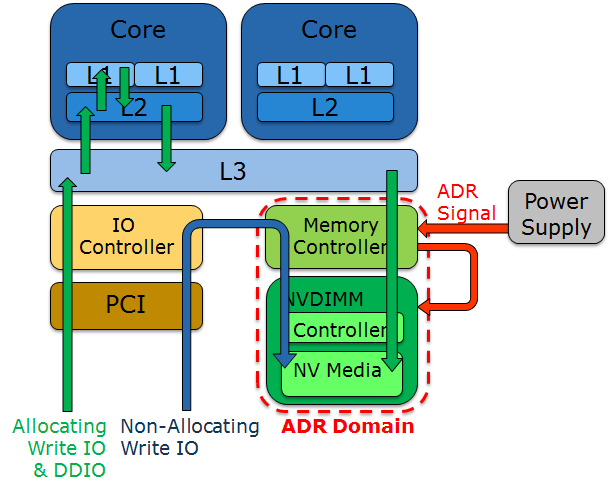 Core
Core
L1
L1
L1
L1
L2
L2
L3
ADR
Signal
Power
Supply
IO
Controller
Memory
Controller
PCI
NVDIMM
Controller
NV Media
Allocating
Write IO
& DDIO
Non-Allocating
Write IO
ADR Domain